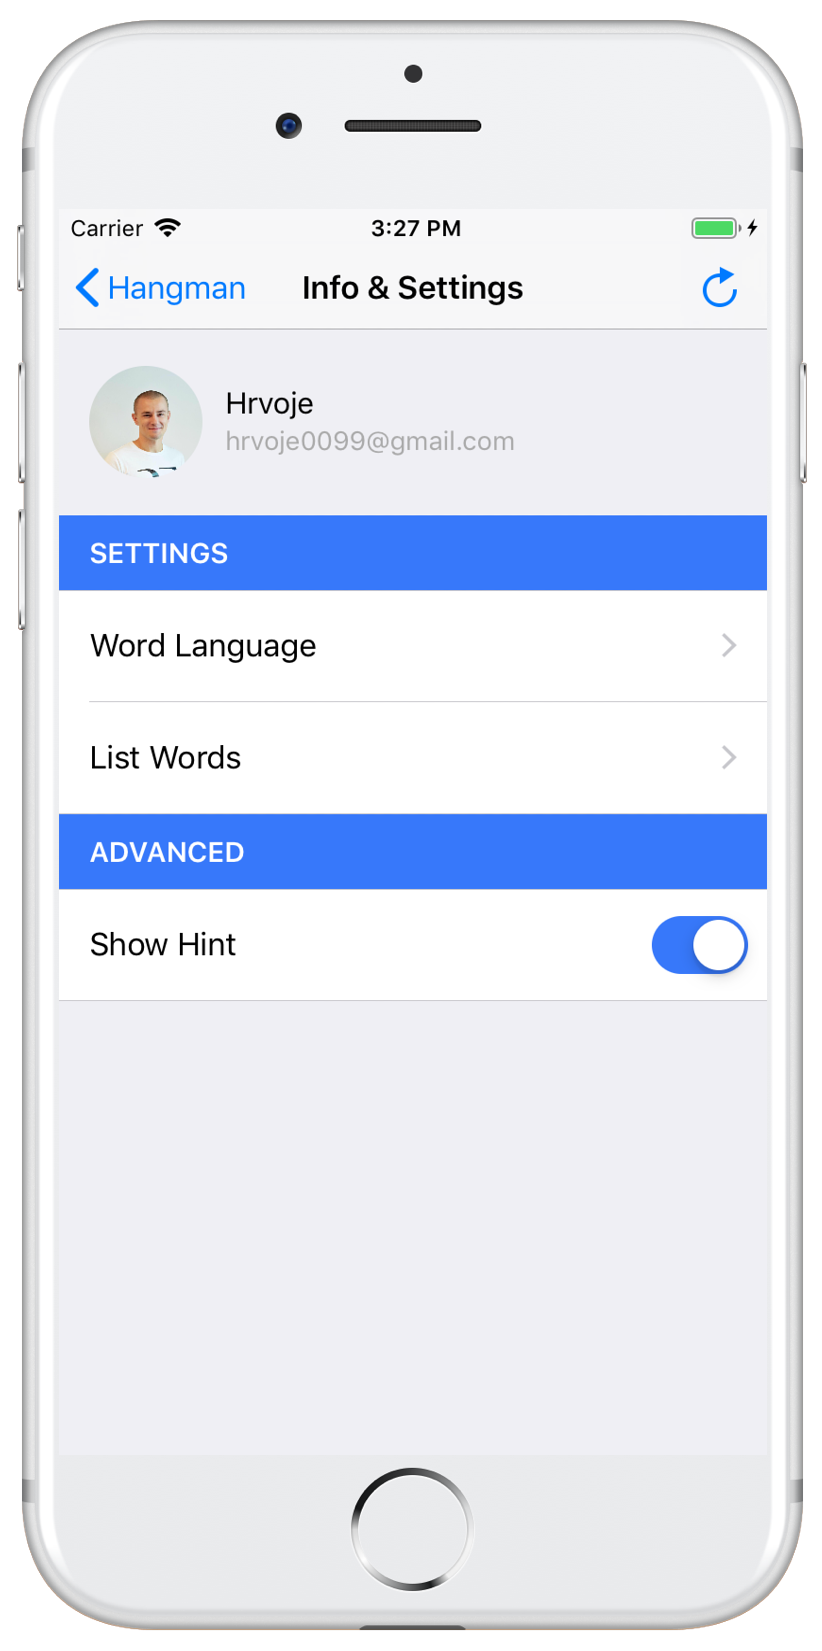 Carrier 3:27 PM
Hangman Info & Settings
Hrvoje
hrvoje0099@gmail.com
SETTINGS
Word Language
List Words
ADVANCED
Show Hint